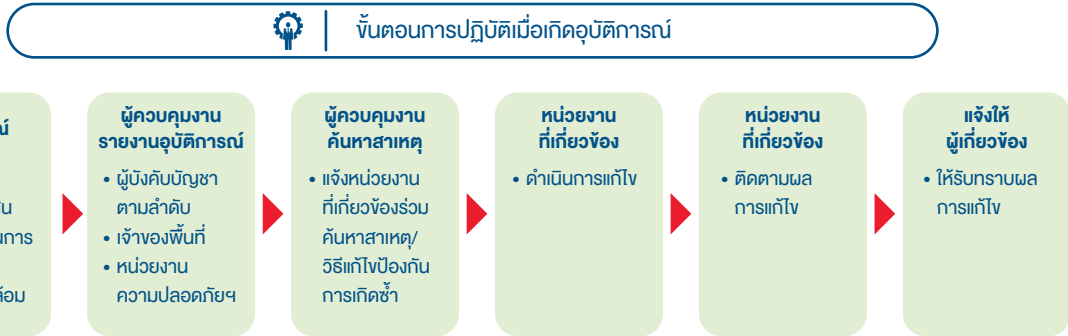 ขั้นตอนการปฏิบัติเมื่อเกิดอุบัติการณ์
ผู้ควบคุมงาน
รายงานอุบัติการณ์
• ผู้บังคับบัญชา
ตามลำดับ
• เจ้าของพื้นที่
• หน่วยงาน
ความปลอดภัยฯ
ผู้ควบคุมงาน
ค้นหาสาเหตุ
• แจ้งหน่วยงาน
ที่เกี่ยวข้องร่วม
ค้นหาสาเหตุ/
วิธีแก้ไขป้องกัน
การเกิดซ้ำ
หน่วยงาน
ที่เกี่ยวข้อง
• ดำเนินการแก้ไข
หน่วยงาน
ที่เกี่ยวข้อง
• ติดตามผล
การแก้ไข
แจ้งให้
ผู้เกี่ยวข้อง
• ให้รับทราบผล
การแก้ไข